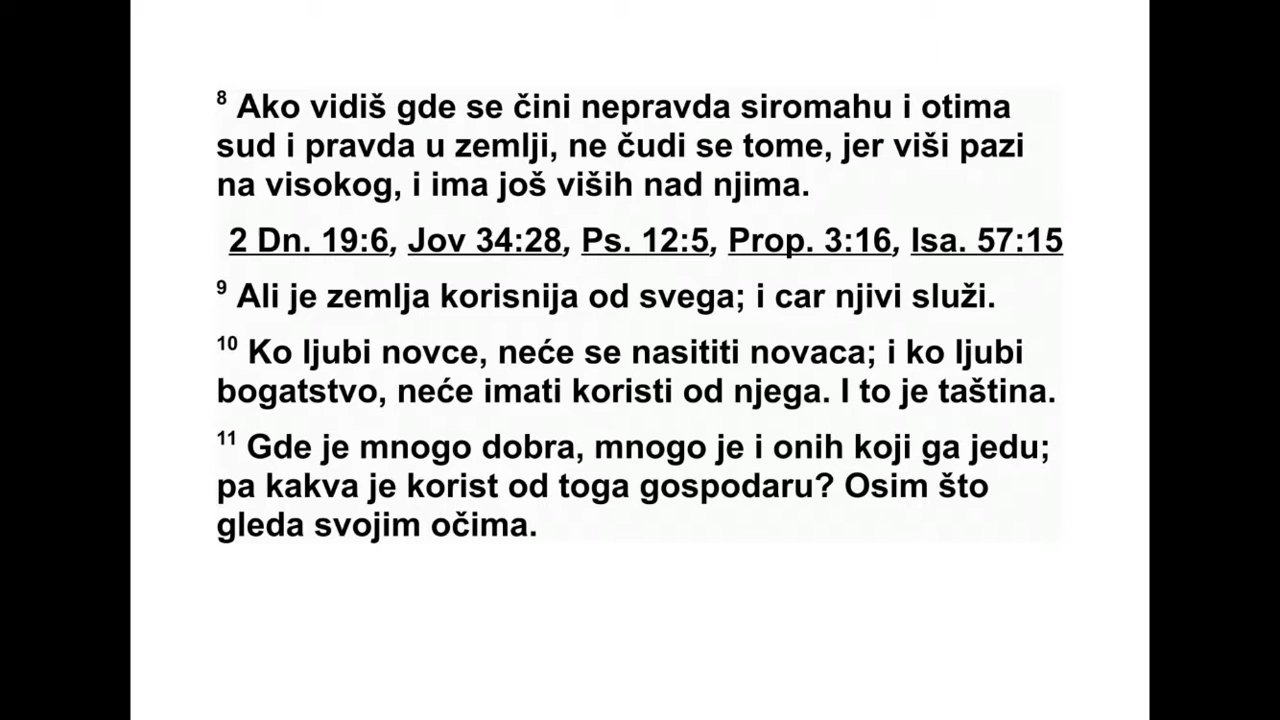 8 Ako vidiš gde se čini nepravda siromahu i otima
sud i pravda u zemlji, ne čudi se tome, jer viši pazi
na visokog, i ima još viših nad njima.
2 Dn. 19:6, Jov 34:28, Ps. 12:5, Prop. 3:16, Isa. 57:15
9 Ali je zemlja korisnija od svega; i car njivi služi.
10 Ko ljubi novce, neće se nasititi novaca; i ko ljubi
bogatstvo, neće imati koristi od njega. I to je taština.
11 Gde je mnogo dobra, mnogo je i onih koji ga jedu;
pa kakva je korist od toga gospodaru? Osim što
gleda svojim očima.